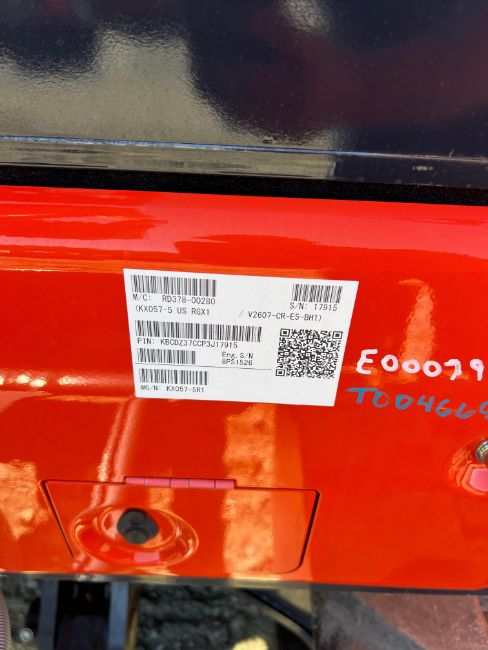 M/C: RD378-00280
S/N: 17915
(KX057-5 US RGX1 / V2607-CR-E5-BH1)
PIN: KBCDZ37CCP3J17915
Eng. S/N
8PS1526
WG/N: KX057-5R1
E00079